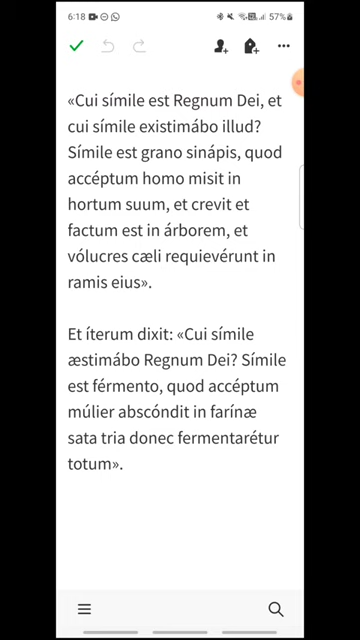 6:18
57%
«Cui símile est Regnum Dei, et
cui símile existimábo illud?
Símile est grano sinápis, quod
accéptum homo misit in
hortum suum, et crevit et
factum est in árborem, et
vólucres cæli requievérunt in
ramis eius».
Et íterum dixit: «Cui símile
æstimábo Regnum Dei? Símile
est férmento, quod accéptum
múlier abscóndit in farínæ
sata tria donec fermentarétur
totum».